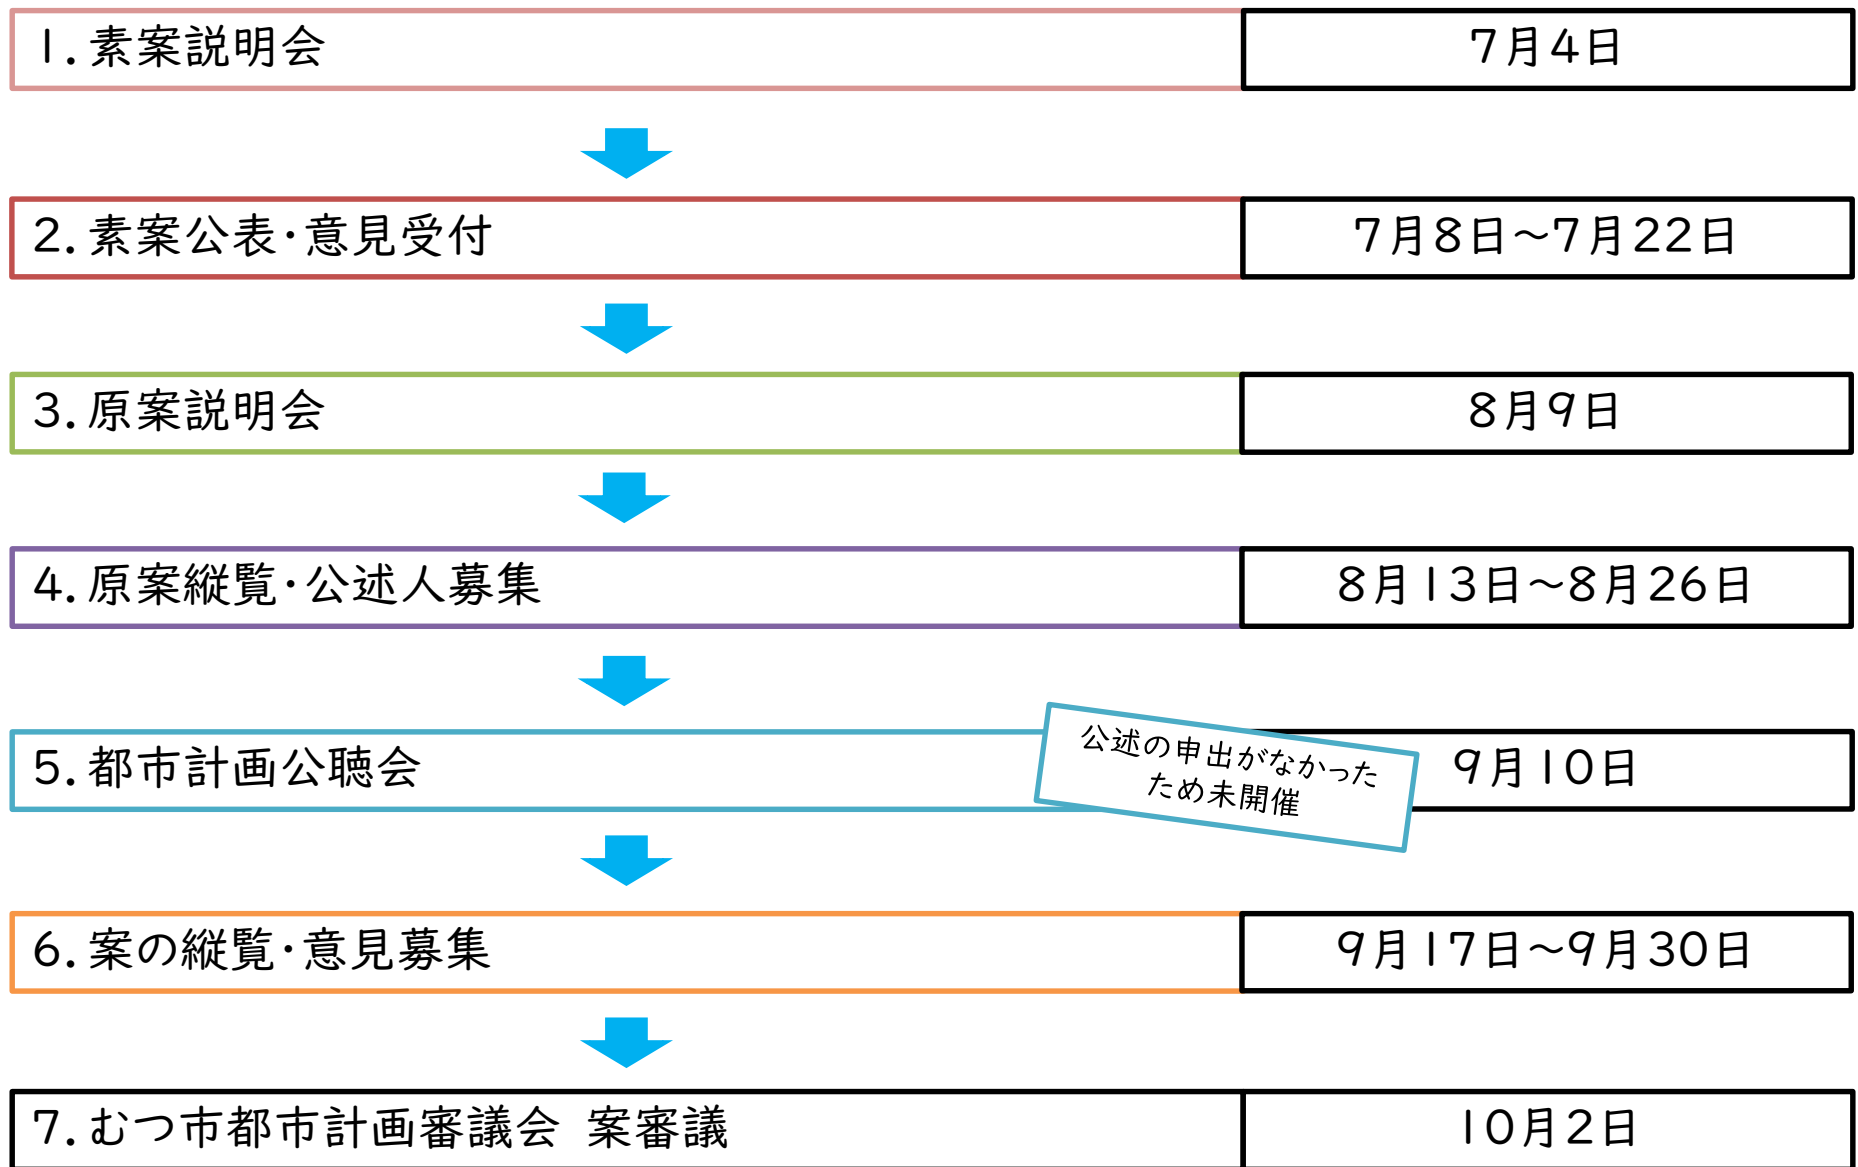 1.素案説明会
7月4日
2.素案公表・意見受付
7月8日～7月22日
3.原案説明会
8月9日
4.原案縦覧・公述人募集
8月13日～8月26日
5.都市計画公聴会
公述の申出がなかった
ため未開催
9月10日
6.案の縦覧・意見募集
9月17日～9月30日
7.むつ市都市計画審議会 案審議
10月2日